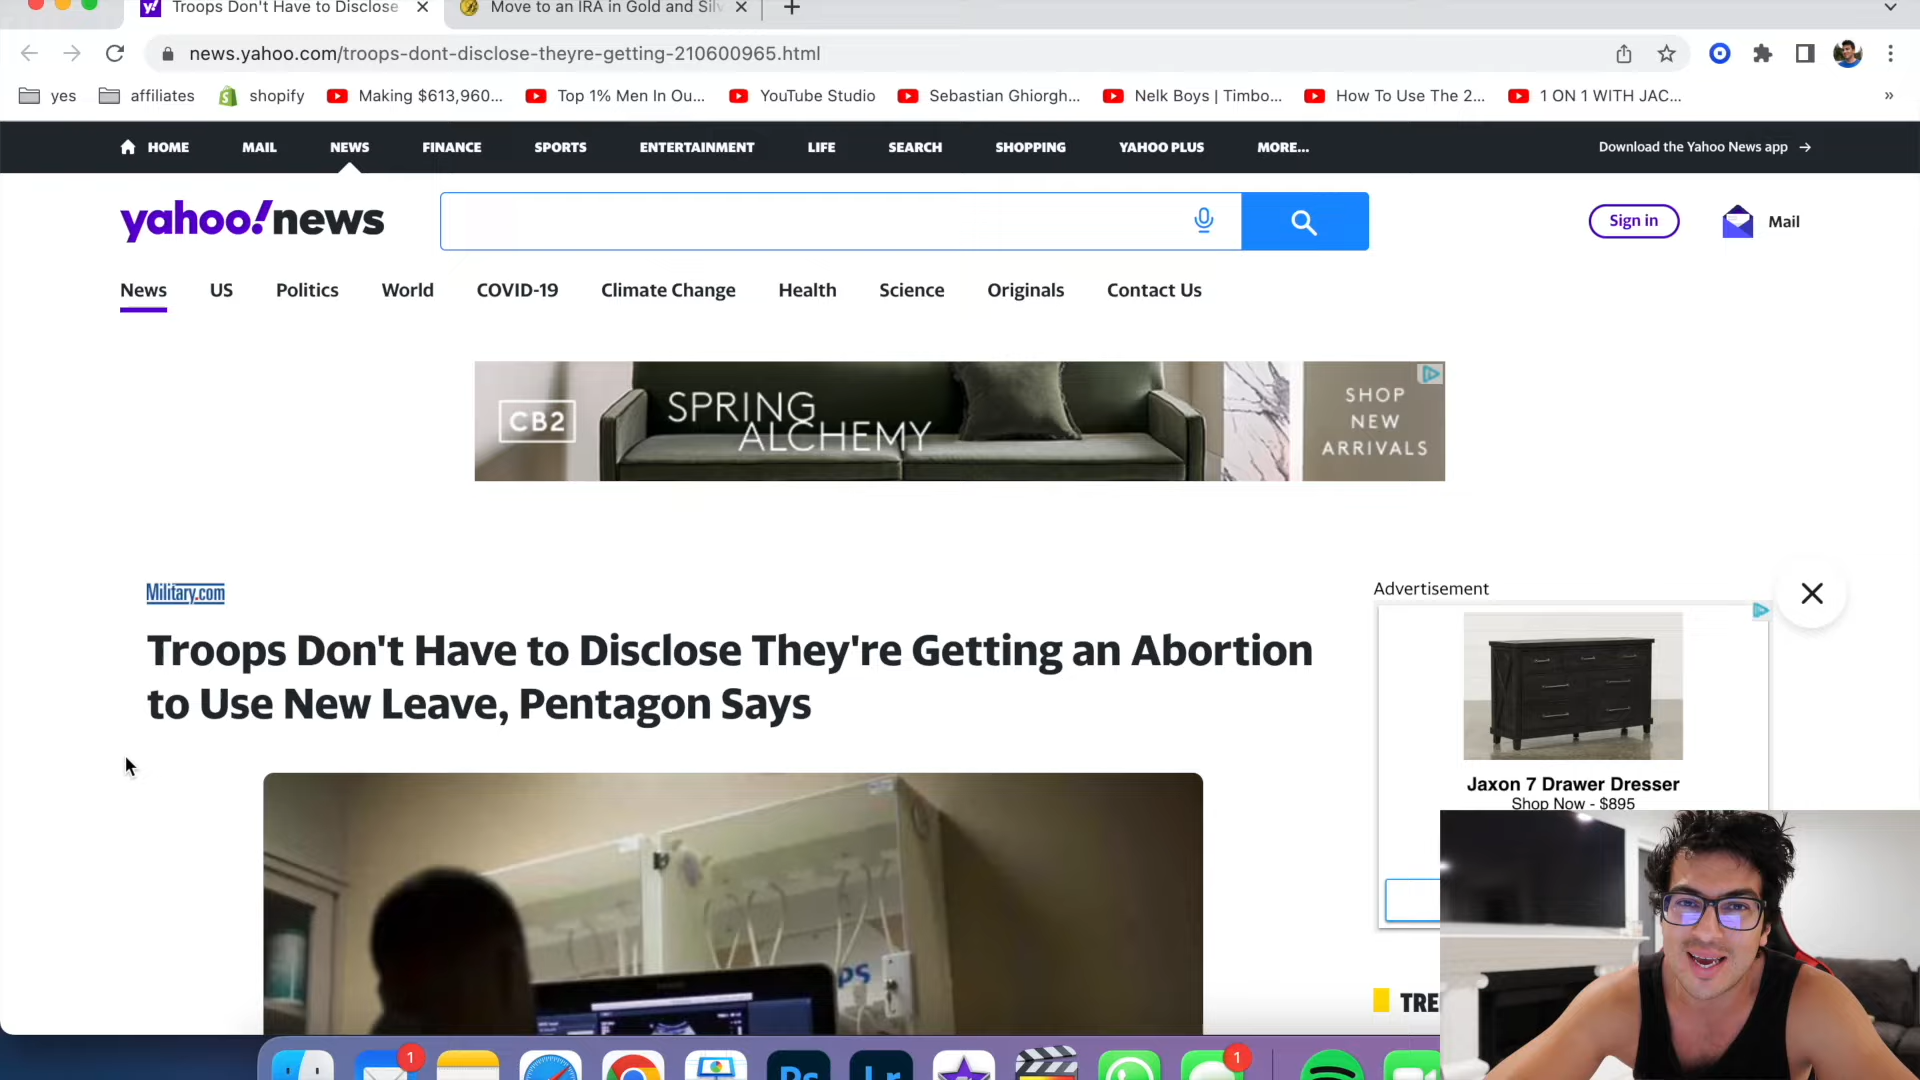 Troops Don't Have to Disclose
Move to an IRA in Gold and Silv
news.yahoo.com/troops-dont-disclose-theyre-getting-210600965.html
yes
affiliates
shopify
Making $613,960...
Top 1% Men In Ou...
YouTube Studio
Sebastian Ghiorgh...
Nelk Boys | Timbo...
How To Use The 2...
1 ON 1 WITH JAC...
»
HOME
MAIL
NEWS
FINANCE
SPORTS
ENTERTAINMENT
LIFE
SEARCH
SHOPPING
YAHOO PLUS
MORE...
Download the Yahoo News app →
yahoo!news
Sign in
Mail
News
US
Politics
World
COVID-19
Climate Change
Health
Science
Originals
Contact Us
CB2
SPRING
ALCHEMY
SHOP
NEW
ARRIVALS
Military.com
Advertisement
Troops Don't Have to Disclose They're Getting an Abortion
to Use New Leave, Pentagon Says
Jaxon 7 Drawer Dresser
Shop Now - $895
PS
TRE
1
Ps
Lr
1